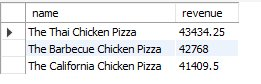 name revenue
The Thai Chicken Pizza 43434.25
The Barbecue Chicken Pizza 42768
The California Chicken Pizza 41409.5